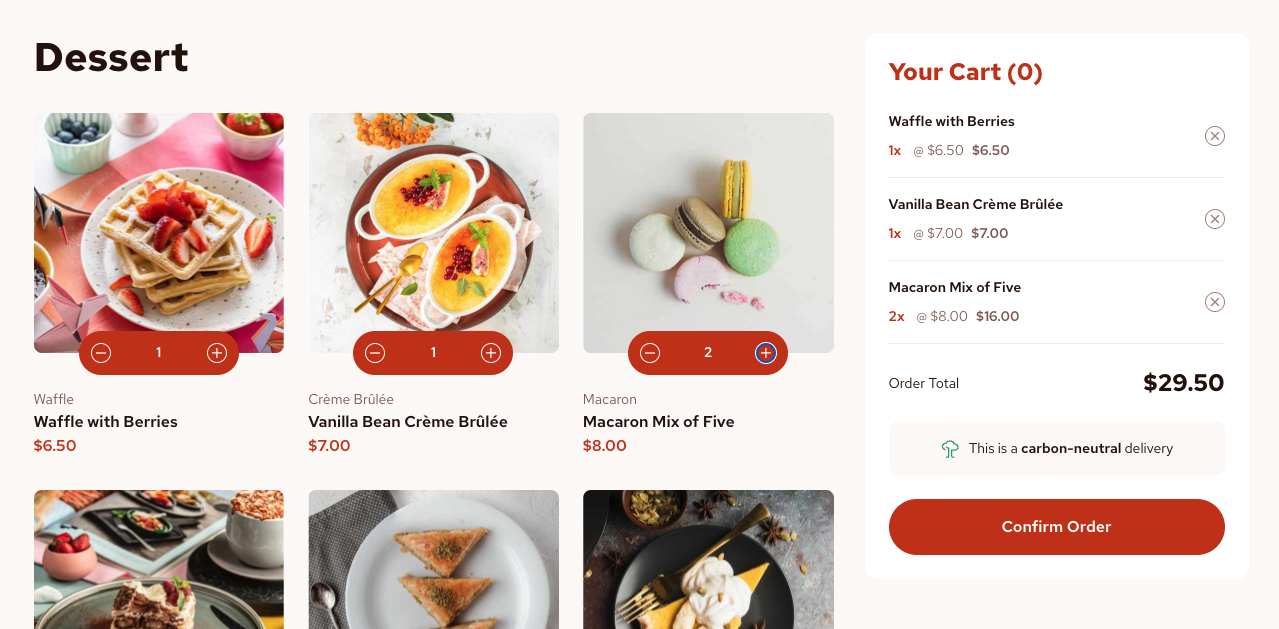 Dessert
1
1
2
Waffle
Waffle with Berries
$6.50
Crème Brûlée
Vanilla Bean Crème Brûlée
$7.00
Macaron
Macaron Mix of Five
$8.00
Your Cart (0)
Waffle with Berries
1x @ $6.50 $6.50
Vanilla Bean Crème Brûlée
1x @ $7.00 $7.00
Macaron Mix of Five
2x @ $8.00 $16.00
Order Total $29.50
This is a carbon-neutral delivery
Confirm Order